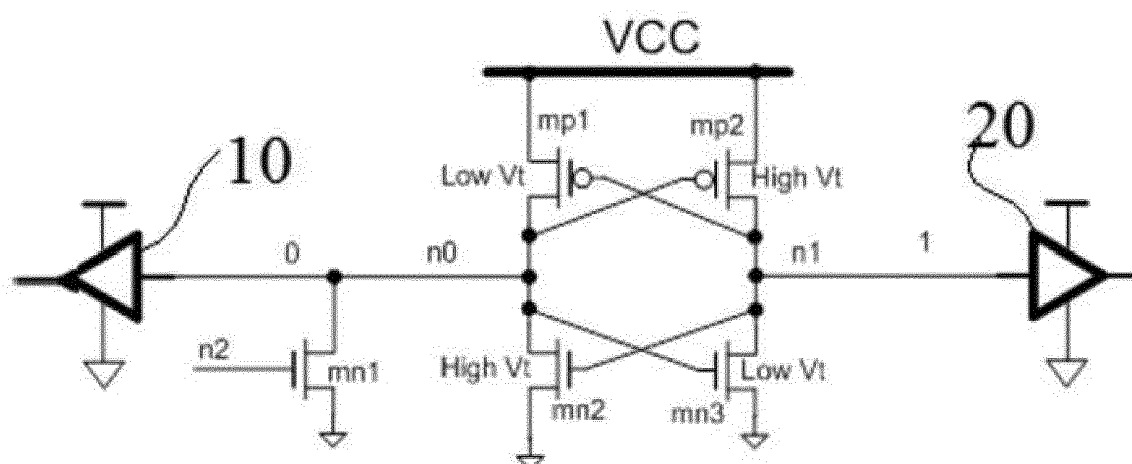 VCC
mp1
mp2
10
20
Low Vt
High Vt
0
n0
n1
1
n2
mn1
High Vt
Low Vt
mn2
mn3